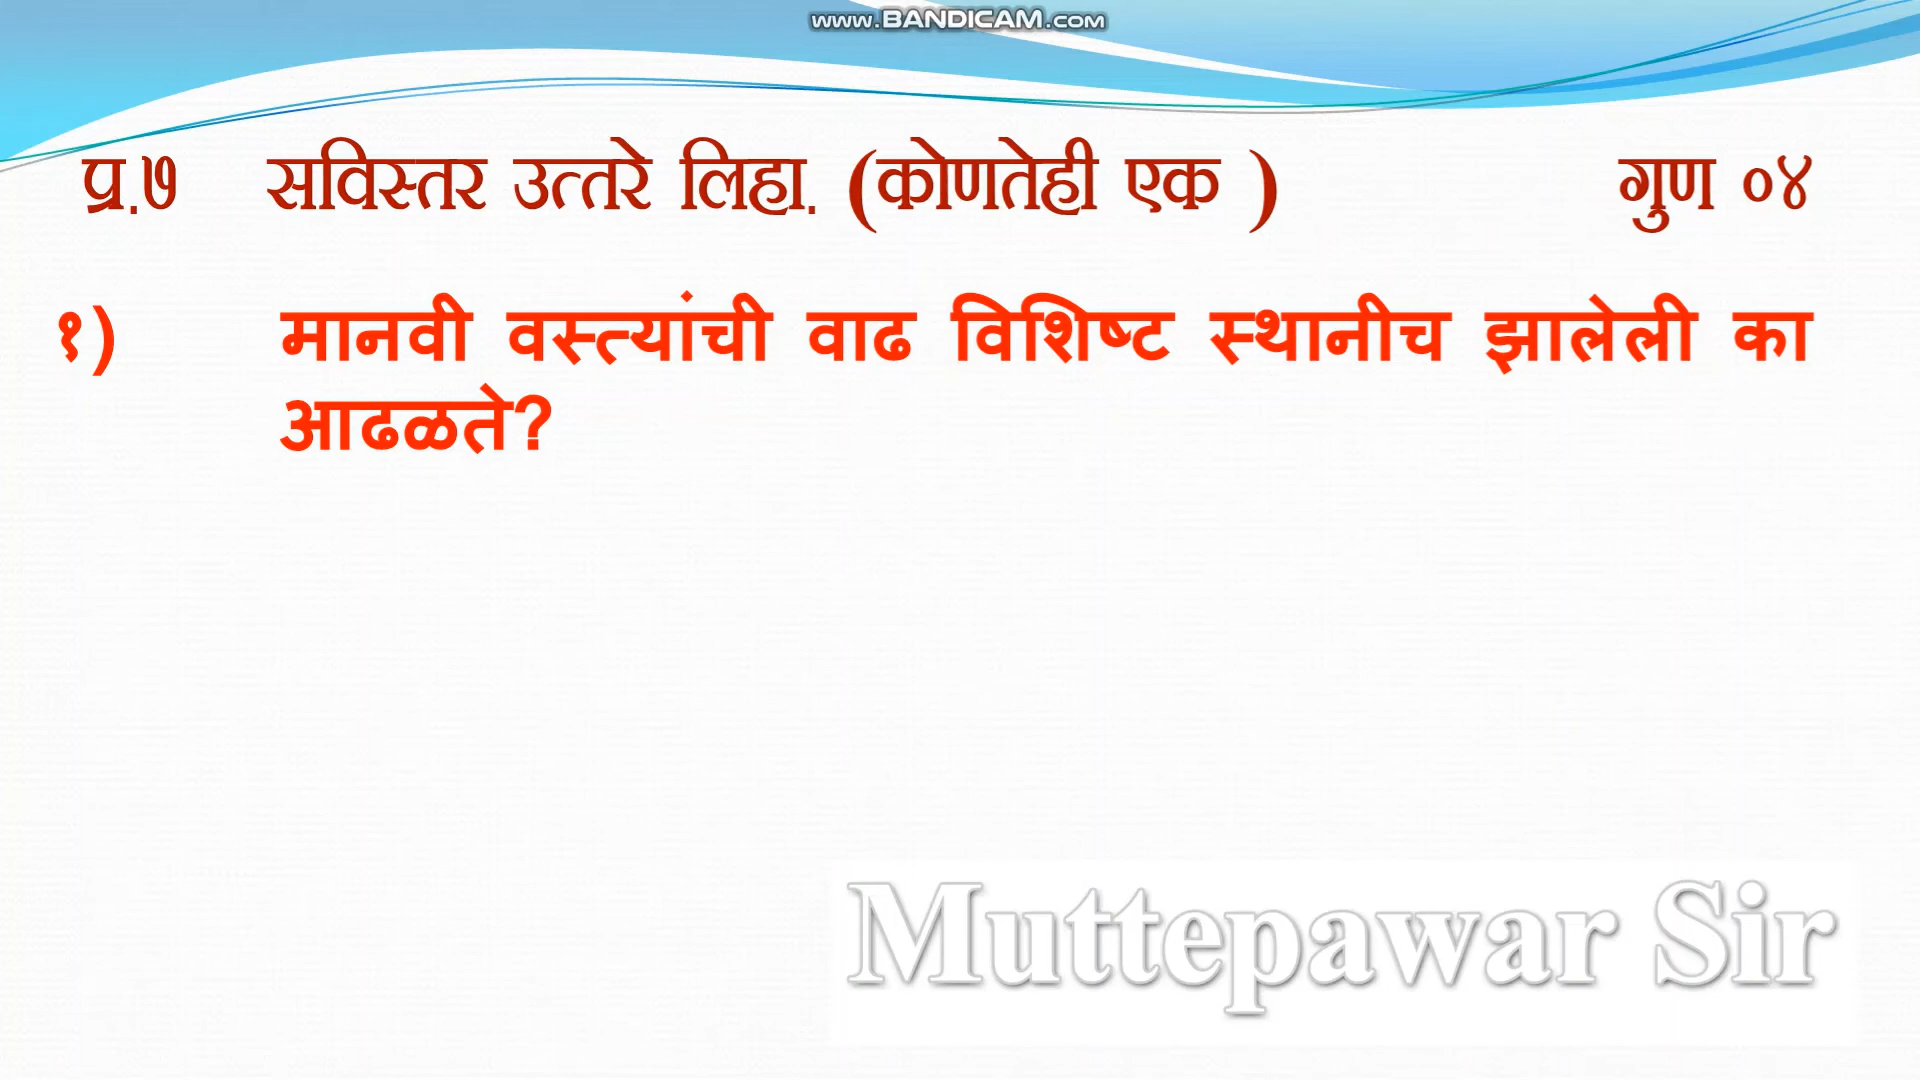 www.BANDICAM.com
प्र.७ सविस्तर उत्तरे लिहा. (कोणतेही एक ) गुण ०४
१) मानवी वस्त्यांची वाढ विशिष्ट स्थानीच झालेली का
आढळते?
Muttepawar Sir